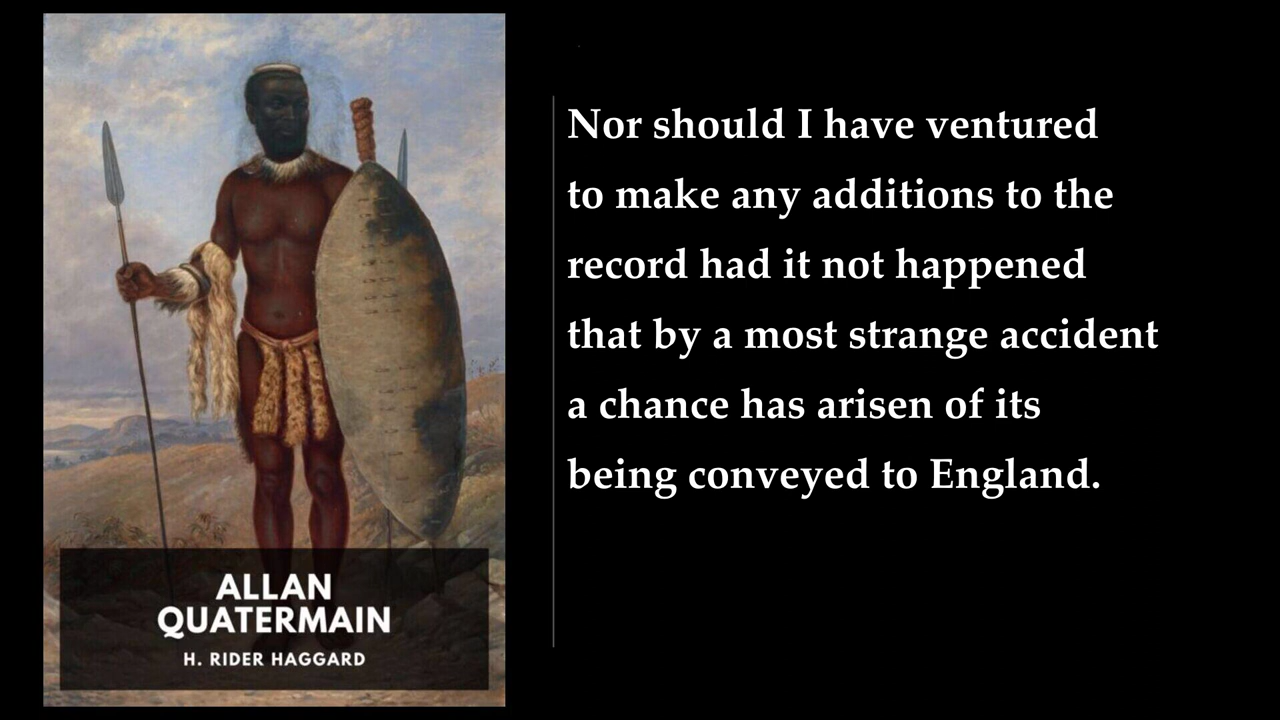 Nor should I have ventured
to make any additions to the
record had it not happened
that by a most strange accident
a chance has arisen of its
being conveyed to England.
ALLAN
QUATERMAIN
H. RIDER HAGGARD